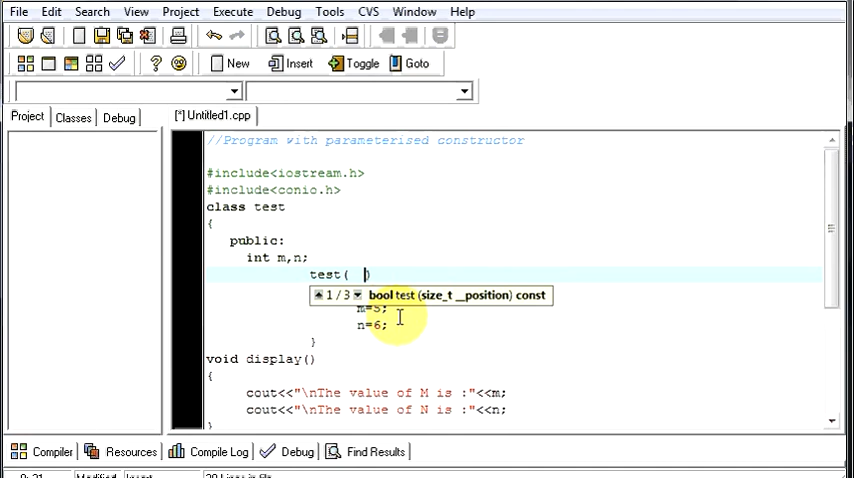 File Edit Search View Project Execute Debug Tools CVS Window Help
New Insert Toggle Goto
Project Classes Debug [*] Untitled1.cpp
//Program with parameterised constructor
#include<iostream.h>
#include<conic.h>
class test
{
public:
int m,n;
test( )
1 / 3 bool test (size_t __position) const
m=5;
n=6;
}
void display()
{
cout<<"\nThe value of M is :"<<m;
cout<<"\nThe value of N is :"<<n;
}
Compiler Resources Compile Log Debug Find Results